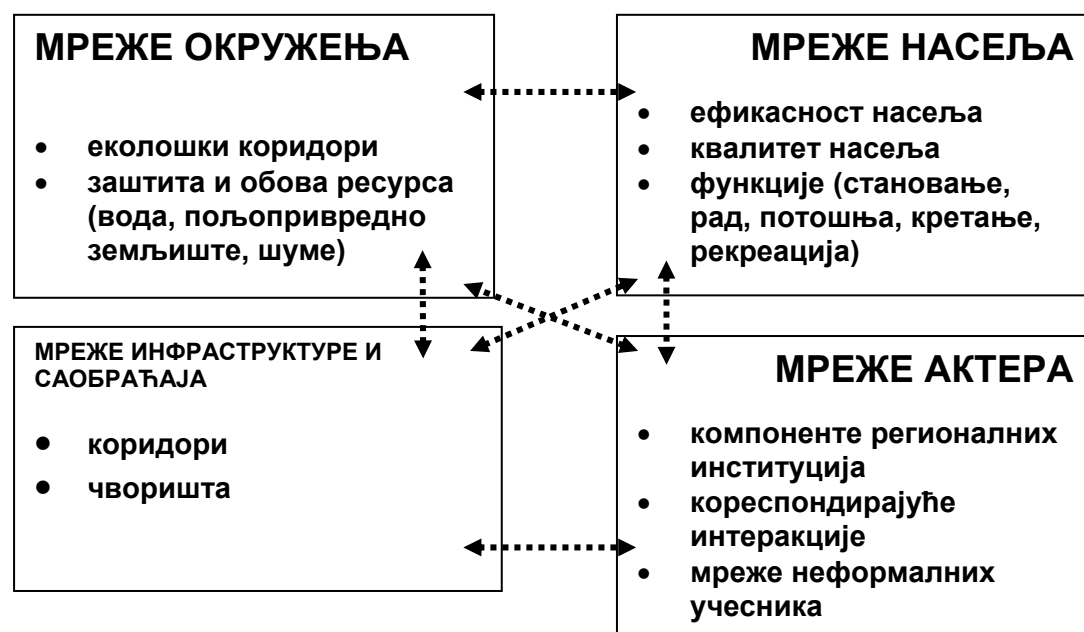 МРЕЖЕ ОКРУЖЕЊА
• еколошки коридори
• заштита и обова ресурса
(вода, пољопривредно
земљиште, шуме)
МРЕЖЕ НАСЕЉА
• ефикасност насеља
• квалитет насеља
• функције (становање,
рад, потошња, кретање,
рекреација)
МРЕЖЕ ИНФРАСТРУКТУРЕ И
САОБРАЋАЈА
• коридори
• чворишта
МРЕЖЕ АКТЕРА
• компоненте регионалних
институција
• кореспондирајуће
интеракције
• мреже неформалних
учесника